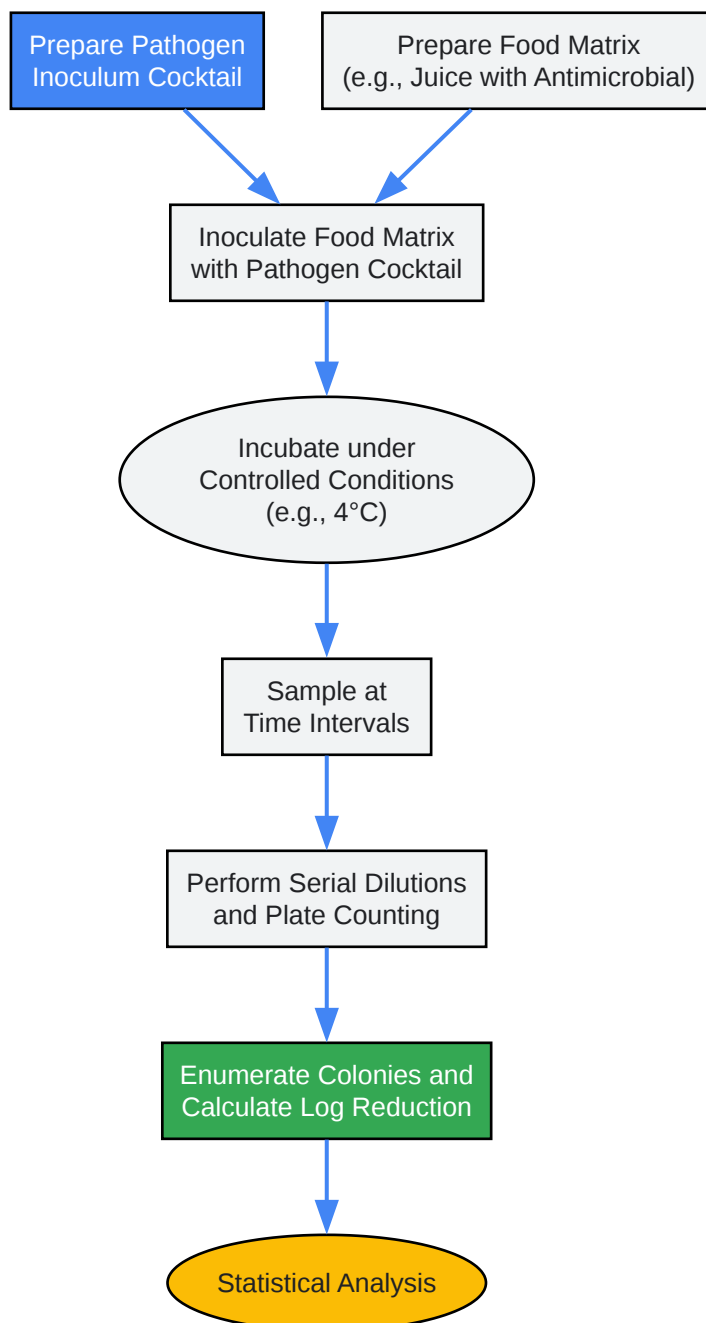 Prepare Pathogen
Inoculum Cocktail
Prepare Food Matrix
(e.g., Juice with Antimicrobial)
Inoculate Food Matrix
with Pathogen Cocktail
Incubate under
Controlled Conditions
(e.g., 4°C)
Sample at
Time Intervals
Perform Serial Dilutions
and Plate Counting
Enumerate Colonies and
Calculate Log Reduction
Statistical Analysis